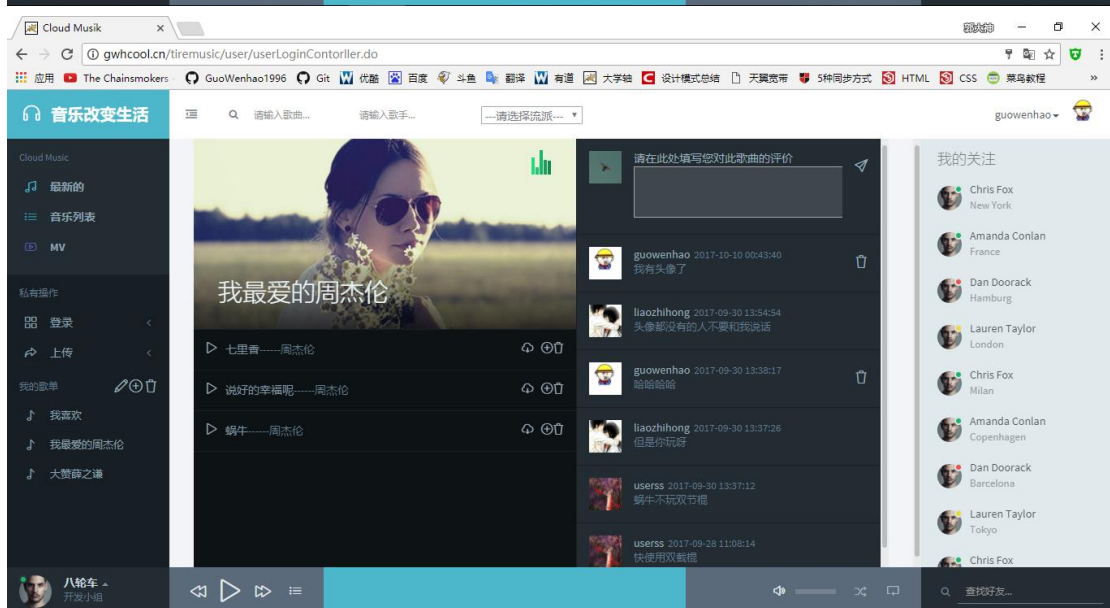 Cloud Musik
郭文豪
gwhcool.cn/tiremusic/user/userLoginContorller.do
应用 The Chainsmokers GuoWenhao1996 Git 优酷 百度 斗鱼 翻译 有道 大学轴 设计模式总结 天翼宽带 5种同步方式 HTML CSS 菜鸟教程 »
音乐改变生活 请输入歌曲... 请输入歌手... ---请选择流派--- guowenhao
Cloud Music
最新的
音乐列表
MV
私有操作
登录
上传
我的歌单
我喜欢
我最爱的周杰伦
大赞薛之谦
我最爱的周杰伦
七里香------周杰伦
说好的幸福呢------周杰伦
蜗牛------周杰伦
请在此处填写您对此歌曲的评价
guowenhao 2017-10-10 00:43:40
我有头像了
liaozhihong 2017-09-30 13:54:54
头像都没有的人不要和我说话
guowenhao 2017-09-30 13:38:17
哈哈哈哈
liaozhihong 2017-09-30 13:37:26
但是你玩呀
userss 2017-09-30 13:37:12
蜗牛不玩双节棍
userss 2017-09-28 11:08:14
快使用双截棍
我的关注
Chris Fox
New York
Amanda Conlan
France
Dan Doorack
Hamburg
Lauren Taylor
London
Chris Fox
Milan
Amanda Conlan
Copenhagen
Dan Doorack
Barcelona
Lauren Taylor
Tokyo
Chris Fox
八轮车
开发小组
查找好友...